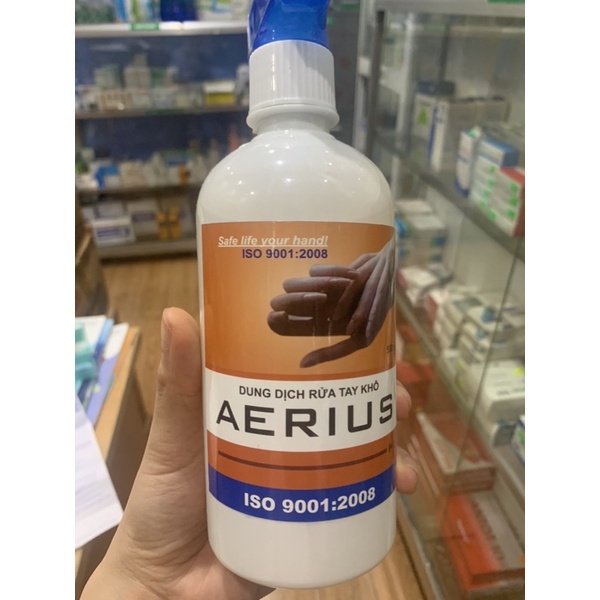 Safe life your hand!
ISO 9001:2008
DUNG DỊCH RỬA TAY KHÔ
AERIUS
ISO 9001:2008